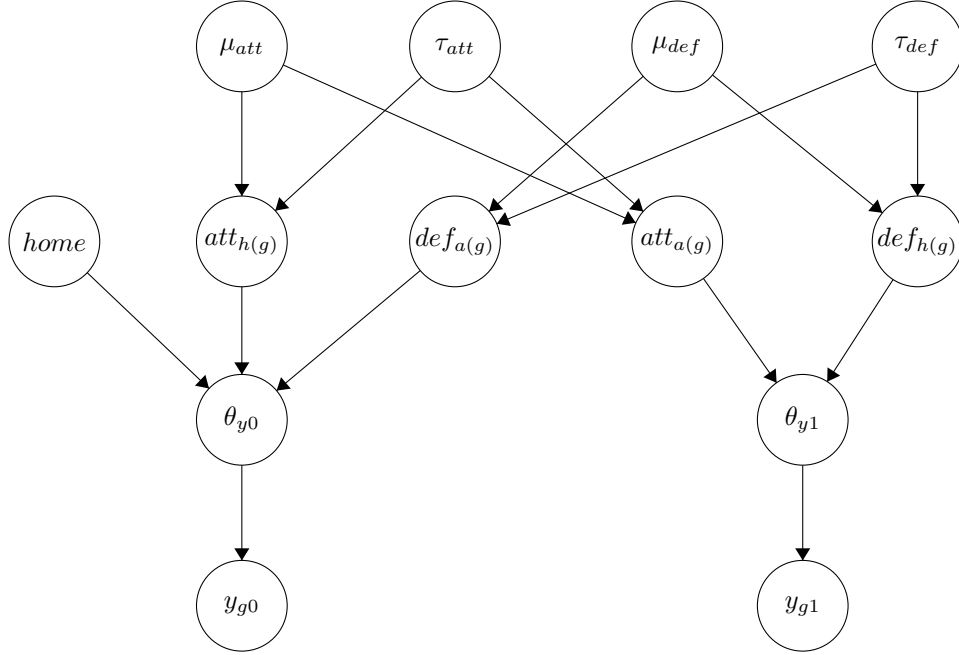 μ_att τ_att μ_def τ_def
home att_h(g) def_a(g) att_a(g) def_h(g)
θ_y0 θ_y1
y_g0 y_g1